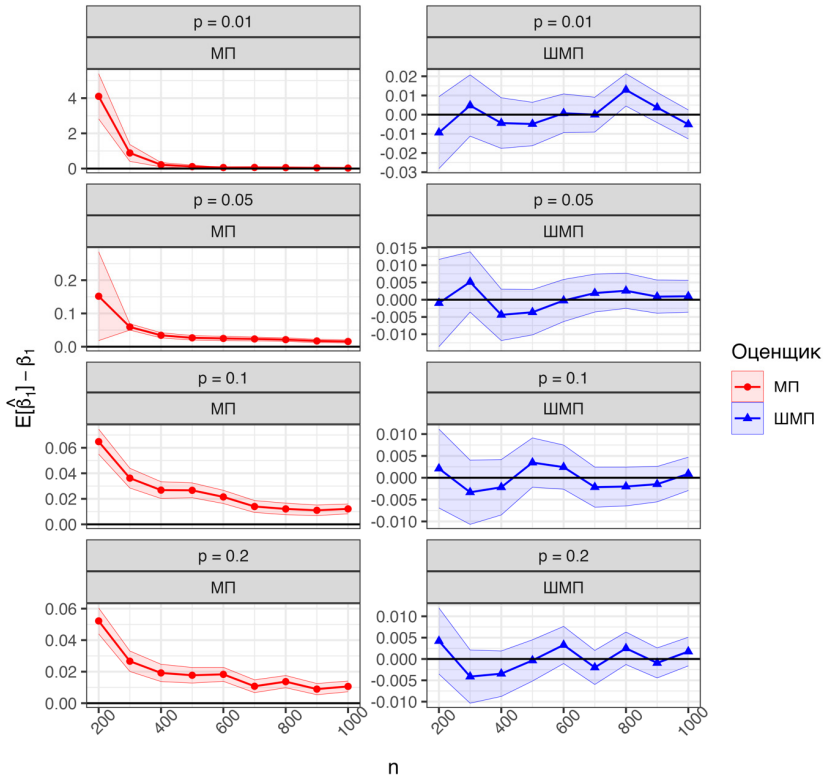 p = 0.01
МП
4
2
0
p = 0.01
ШМП
0.02
0.01
0.00
-0.01
-0.02
-0.03
p = 0.05
МП
0.2
0.1
0.0
p = 0.05
ШМП
0.015
0.010
0.005
0.000
-0.005
-0.010
p = 0.1
МП
0.06
0.04
0.02
0.00
p = 0.1
ШМП
0.010
0.005
0.000
-0.005
-0.010
p = 0.2
МП
0.06
0.04
0.02
0.00
p = 0.2
ШМП
0.010
0.005
0.000
-0.005
-0.010
200 400 600 800 1000
200 400 600 800 1000
n
E[β̂₁] − β₁
Оценщик
МП
ШМП